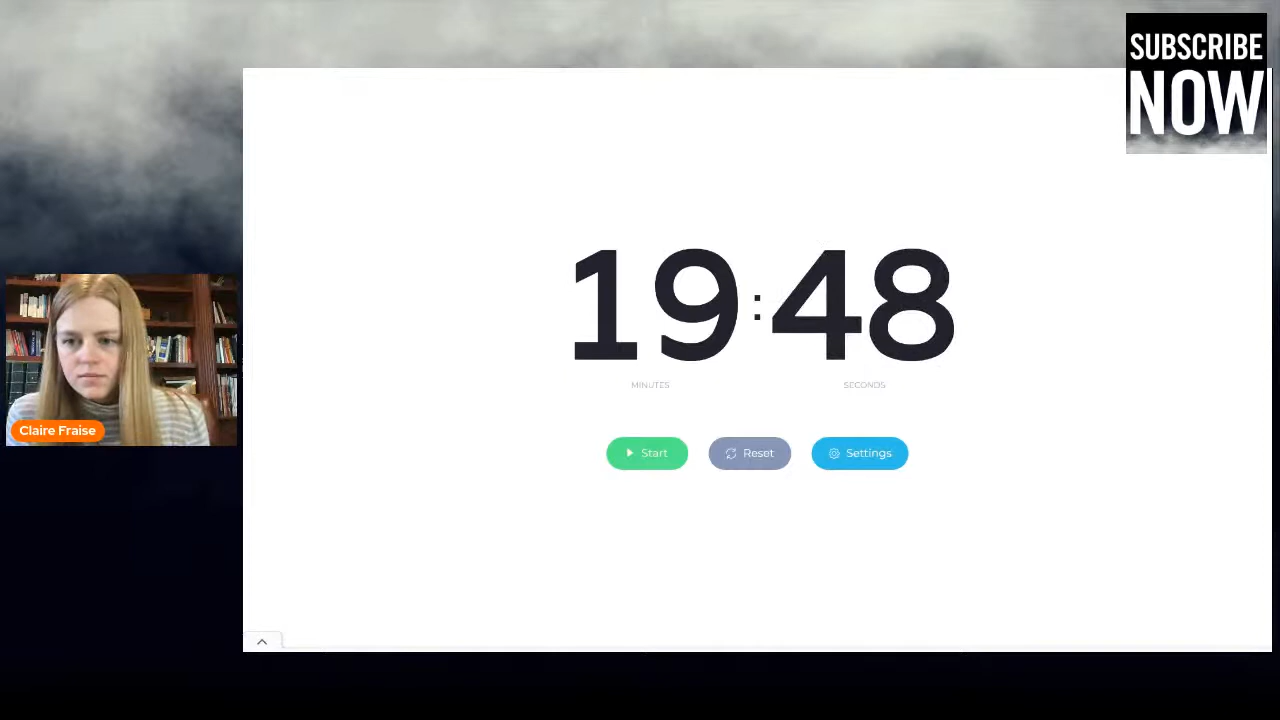 SUBSCRIBE
NOW
19:48
MINUTES
SECONDS
Start
Reset
Settings
Claire Fraise